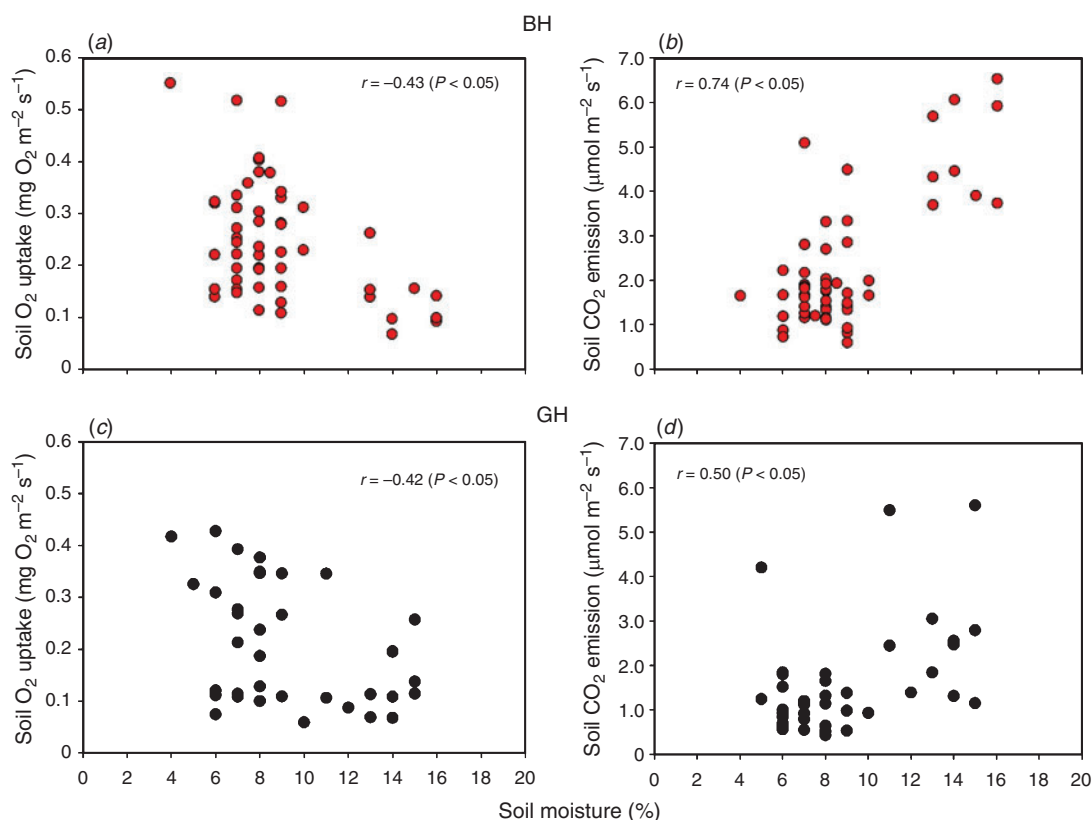 BH
(a)
r = −0.43 (P < 0.05)
Soil O₂ uptake (mg O₂ m⁻² s⁻¹)
0.6
0.5
0.4
0.3
0.2
0.1
0
(b)
r = 0.74 (P < 0.05)
Soil CO₂ emission (μmol m⁻² s⁻¹)
7.0
6.0
5.0
4.0
3.0
2.0
1.0
0
GH
(c)
r = −0.42 (P < 0.05)
Soil O₂ uptake (mg O₂ m⁻² s⁻¹)
0.6
0.5
0.4
0.3
0.2
0.1
0
0 2 4 6 8 10 12 14 16 18 20
(d)
r = 0.50 (P < 0.05)
Soil CO₂ emission (μmol m⁻² s⁻¹)
7.0
6.0
5.0
4.0
3.0
2.0
1.0
0
0 2 4 6 8 10 12 14 16 18 20
Soil moisture (%)